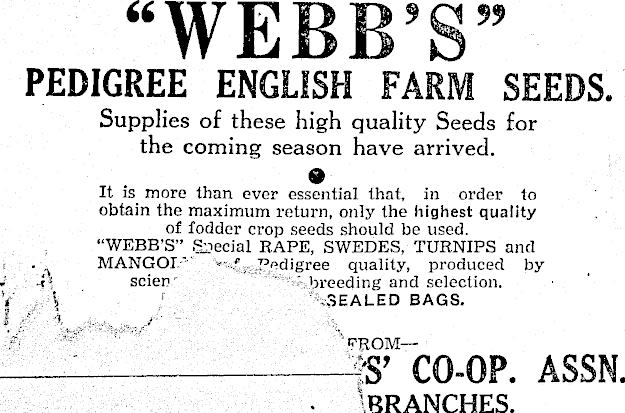 “WEBB’S”
PEDIGREE ENGLISH FARM SEEDS.
Supplies of these high quality Seeds for
the coming season have arrived.
It is more than ever essential that, in order to
obtain the maximum return, only the highest quality
of fodder crop seeds should be used.
“WEBB’S” Special RAPE, SWEDES, TURNIPS and
Pedigree quality, produced by
breeding and selection.
SEALED BAGS.
FROM—
CO-OP. ASSN.
BRANCHES.